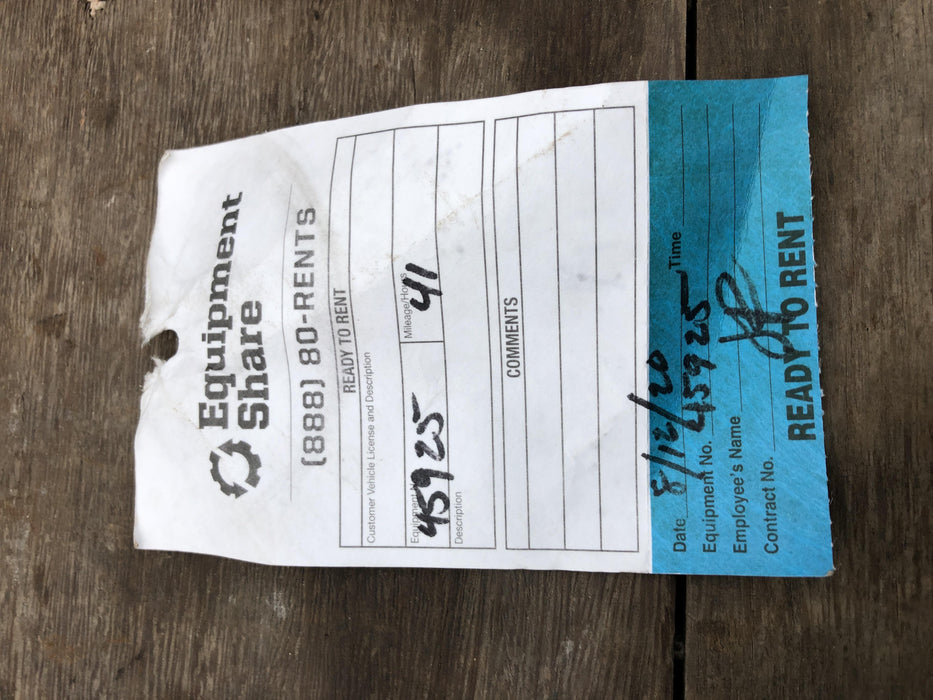 Equipment
Share
(888) 80-RENTS
READY TO RENT
Customer Vehicle License and Description
Equipment N Mileage/Hours
45925 41
Description
COMMENTS
Date 8/12/20 Time
Equipment No. 45925
Employee's Name
Contract No.
READY TO RENT